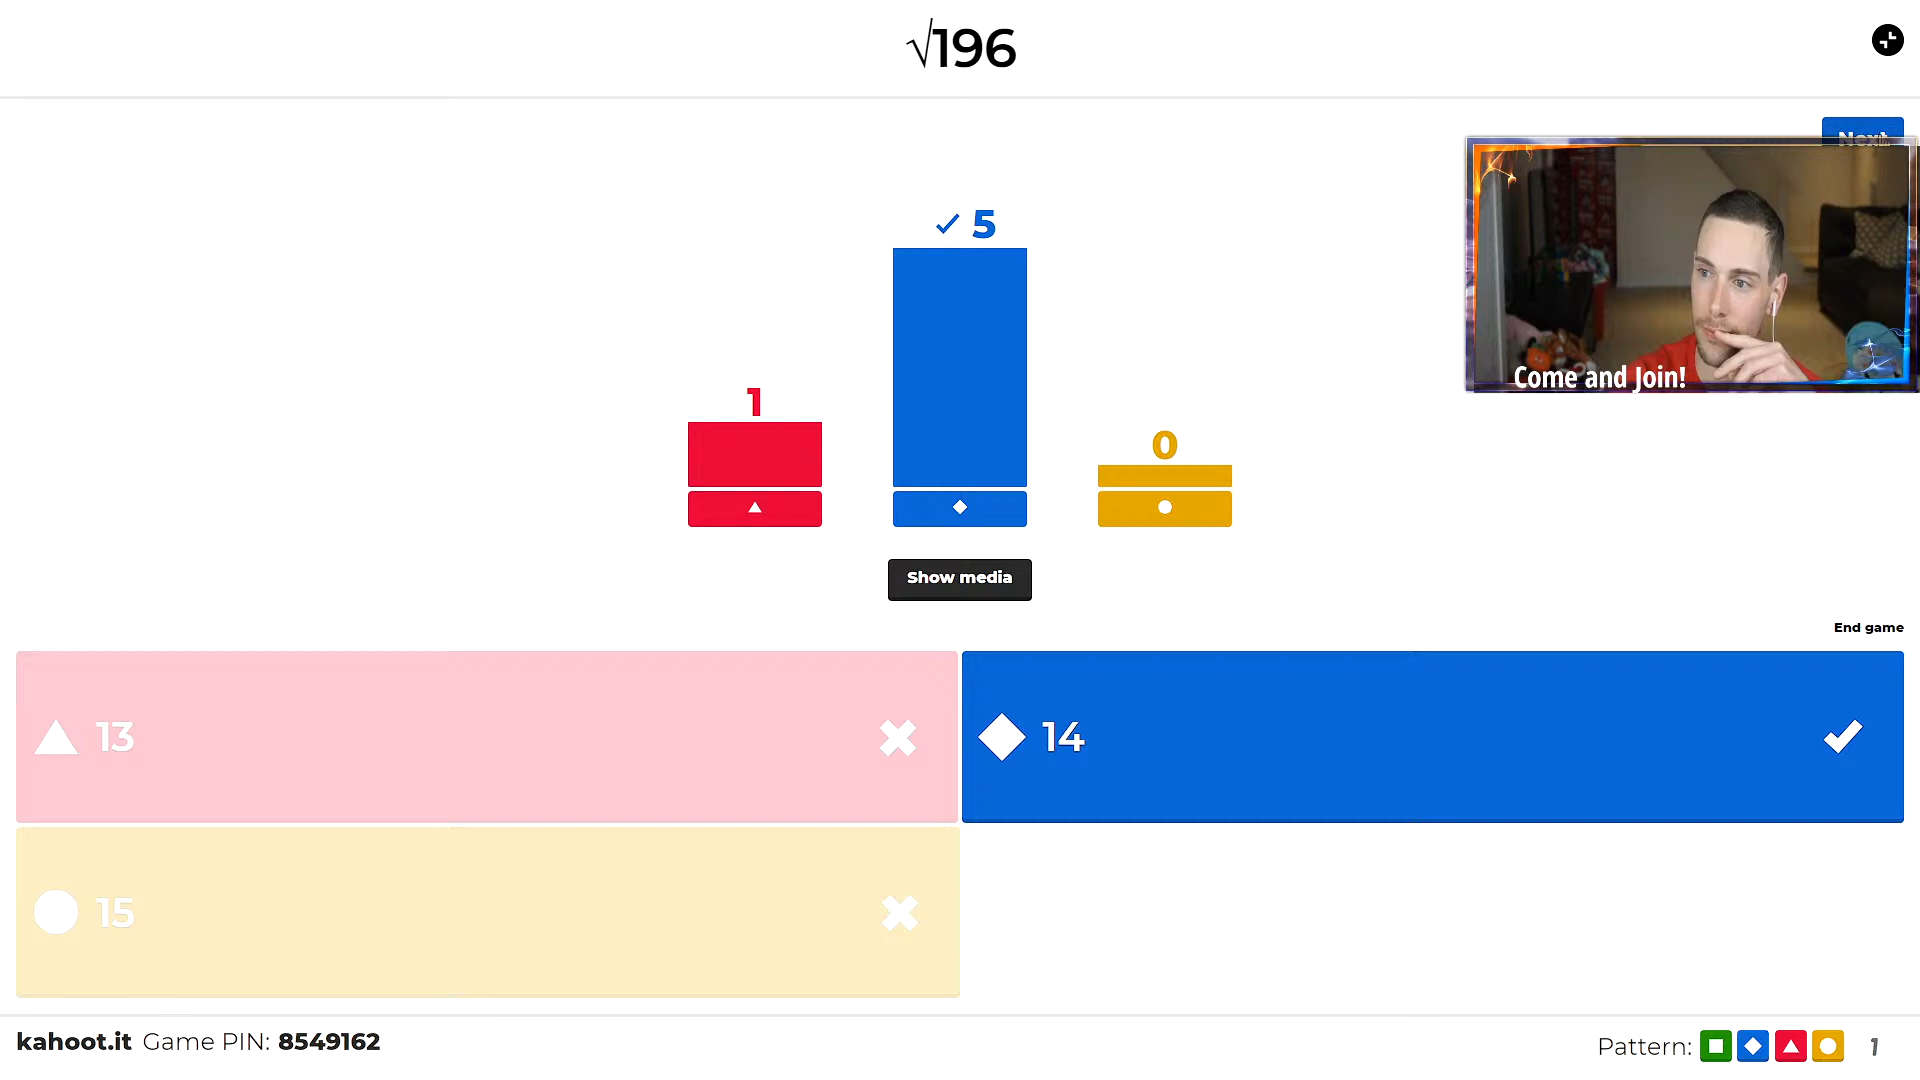 √196
Next
5
1
0
Come and Join!
Show media
End game
13
14
15
kahoot.it Game PIN: 8549162
Pattern:
1